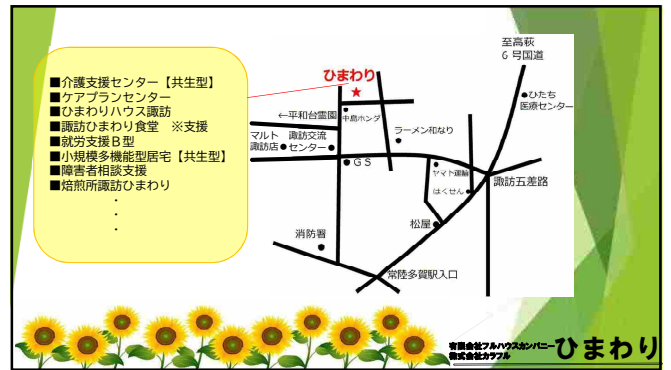 ■介護支援センター【共生型】
■ケアプランセンター
■ひまわりハウス諏訪
■諏訪ひまわり食堂　※支援
■就労支援Ｂ型
■小規模多機能型居宅【共生型】
■障害者相談支援
■焙煎所諏訪ひまわり
・
・
・
至高萩
６号国道
ひまわり
★
ひたち
医療センター
←平和台霊園
中島ホンダ
マルト
諏訪店
諏訪交流
センター
ラーメン和なり
ＧＳ
ヤマト運輸
はくせん
諏訪五差路
松屋
消防署
常陸多賀駅入口
有限会社フルハウスカンパニー
株式会社カラフル
ひまわり